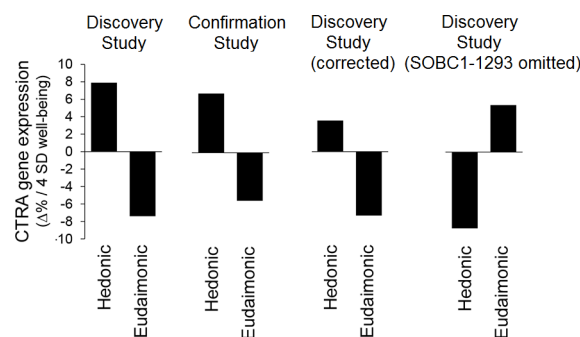 Discovery
Study
Confirmation
Study
Discovery
Study
(corrected)
Discovery
Study
(SOBC1-1293 omitted)
CTRA gene expression
(Δ% / 4 SD well-being)
10
8
6
4
2
0
-2
-4
-6
-8
-10
Hedonic
Eudaimonic
Hedonic
Eudaimonic
Hedonic
Eudaimonic
Hedonic
Eudaimonic